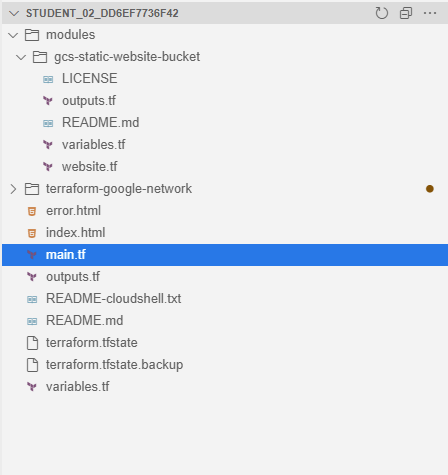 STUDENT_02_DD6EF7736F42
modules
gcs-static-website-bucket
LICENSE
outputs.tf
README.md
variables.tf
website.tf
terraform-google-network
error.html
index.html
main.tf
outputs.tf
README-cloudshell.txt
README.md
terraform.tfstate
terraform.tfstate.backup
variables.tf